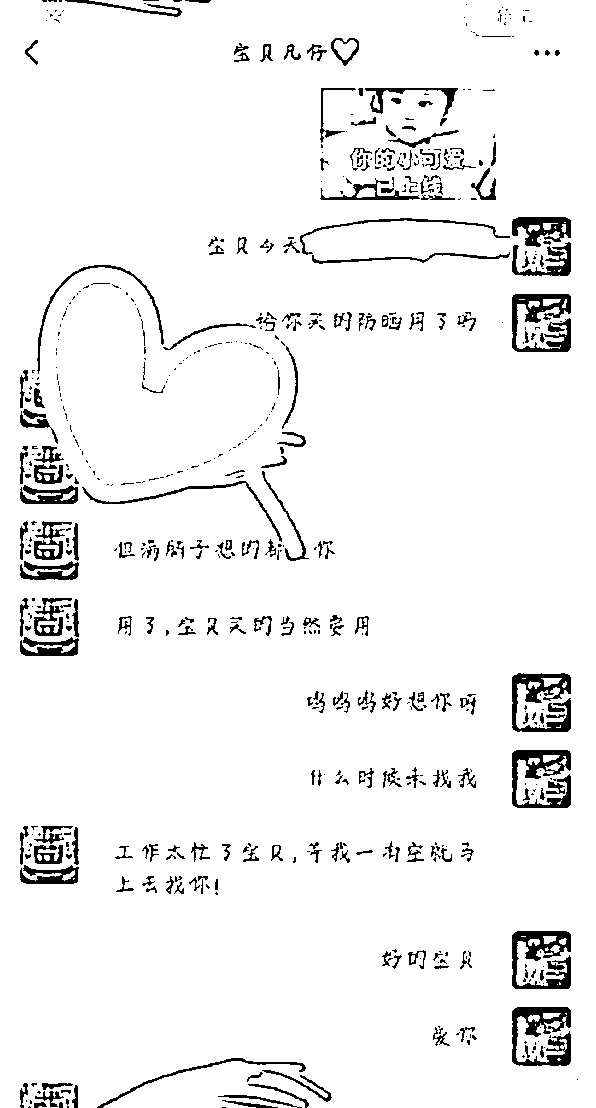 宝贝凡仔♡
你的小可爱
已上线
宝贝今天
给你买的防晒用了吗
但满脑子想的都 你
用了,宝贝买的当然要用
呜呜呜好想你呀
什么时候来找我
工作太忙了宝贝,等我一有空就马
上去找你!
好的宝贝
爱你